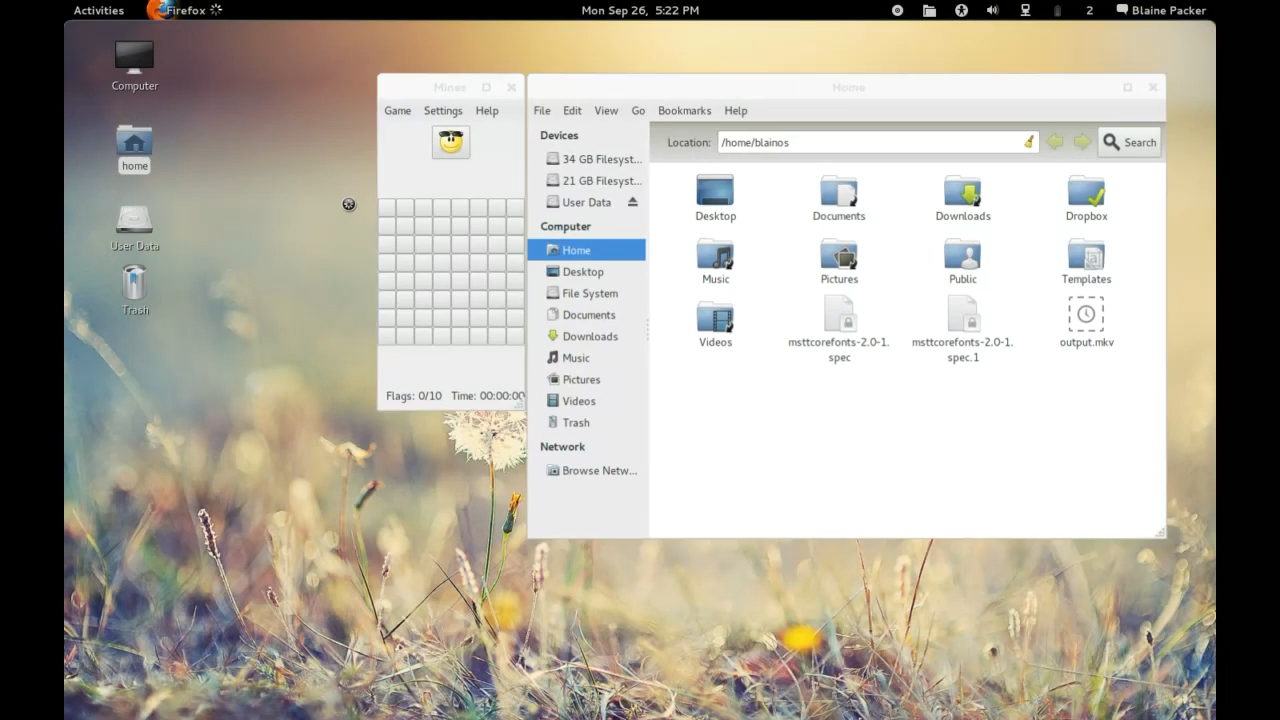 Activities
Firefox
Mon Sep 26, 5:22 PM
2
Blaine Packer
Computer
home
User Data
Trash
Mines
Game Settings Help
Flags: 0/10 Time: 00:00:00
Home
File Edit View Go Bookmarks Help
Devices
34 GB Filesyst...
21 GB Filesyst...
User Data
Computer
Home
Desktop
File System
Documents
Downloads
Music
Pictures
Videos
Trash
Network
Browse Netw...
Location: /home/blainos Search
Desktop Documents Downloads Dropbox
Music Pictures Public Templates
Videos msttcorefonts-2.0-1. msttcorefonts-2.0-1. output.mkv
spec spec.1